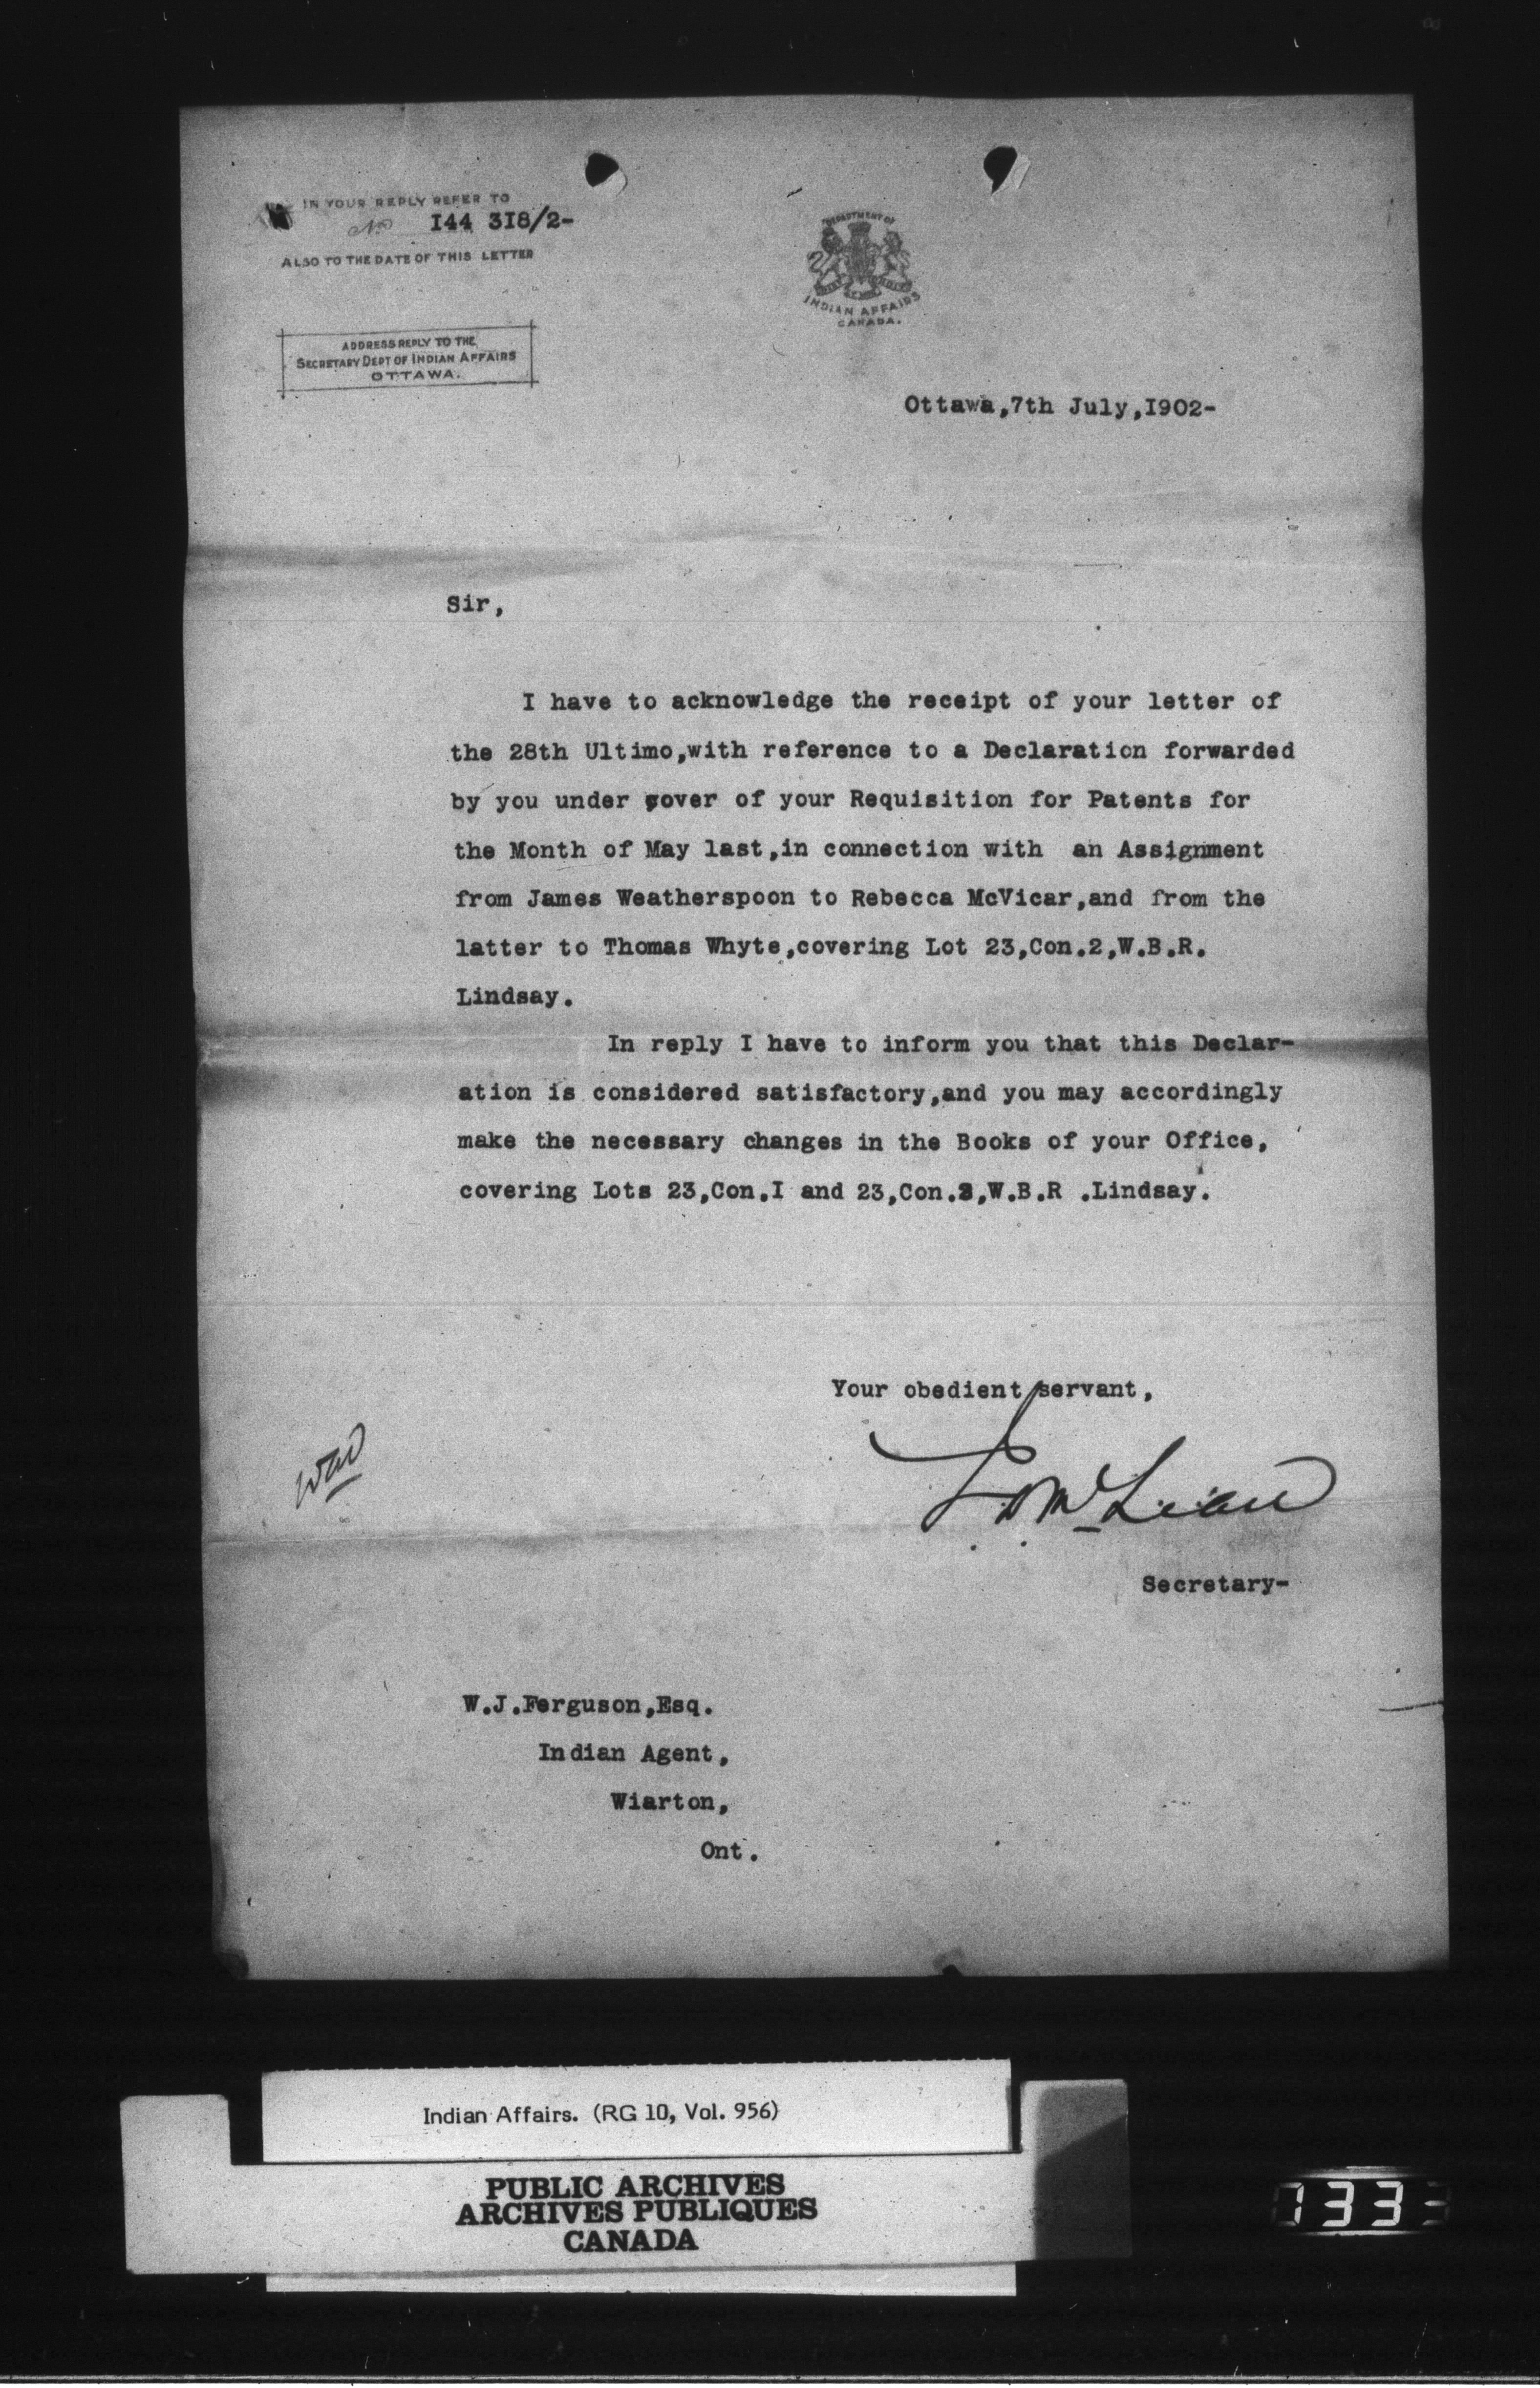 IN YOUR REPLY REFER TO
No 144 318/2-
ALSO TO THE DATE OF THIS LETTER
DEPARTMENT OF
INDIAN AFFAIRS
CANADA.
ADDRESS REPLY TO THE
SECRETARY DEPT OF INDIAN AFFAIRS
OTTAWA.
Ottawa,7th July,I902-
Sir,
I have to acknowledge the receipt of your letter of
the 28th Ultimo,with reference to a Declaration forwarded
by you under cover of your Requisition for Patents for
the Month of May last,in connection with an Assignment
from James Weatherspoon to Rebecca McVicar,and from the
latter to Thomas Whyte,covering Lot 23,Con.2,W.B.R.
Lindsay.
In reply I have to inform you that this Declar-
ation is considered satisfactory,and you may accordingly
make the necessary changes in the Books of your Office,
covering Lots 23,Con.I and 23,Con.2,W.B.R .Lindsay.
Your obedient servant,
McLean
Secretary-
W.J.Ferguson,Esq.
Indian Agent,
Wiarton,
Ont.
Indian Affairs. (RG 10, Vol. 956)
PUBLIC ARCHIVES
ARCHIVES PUBLIQUES
CANADA